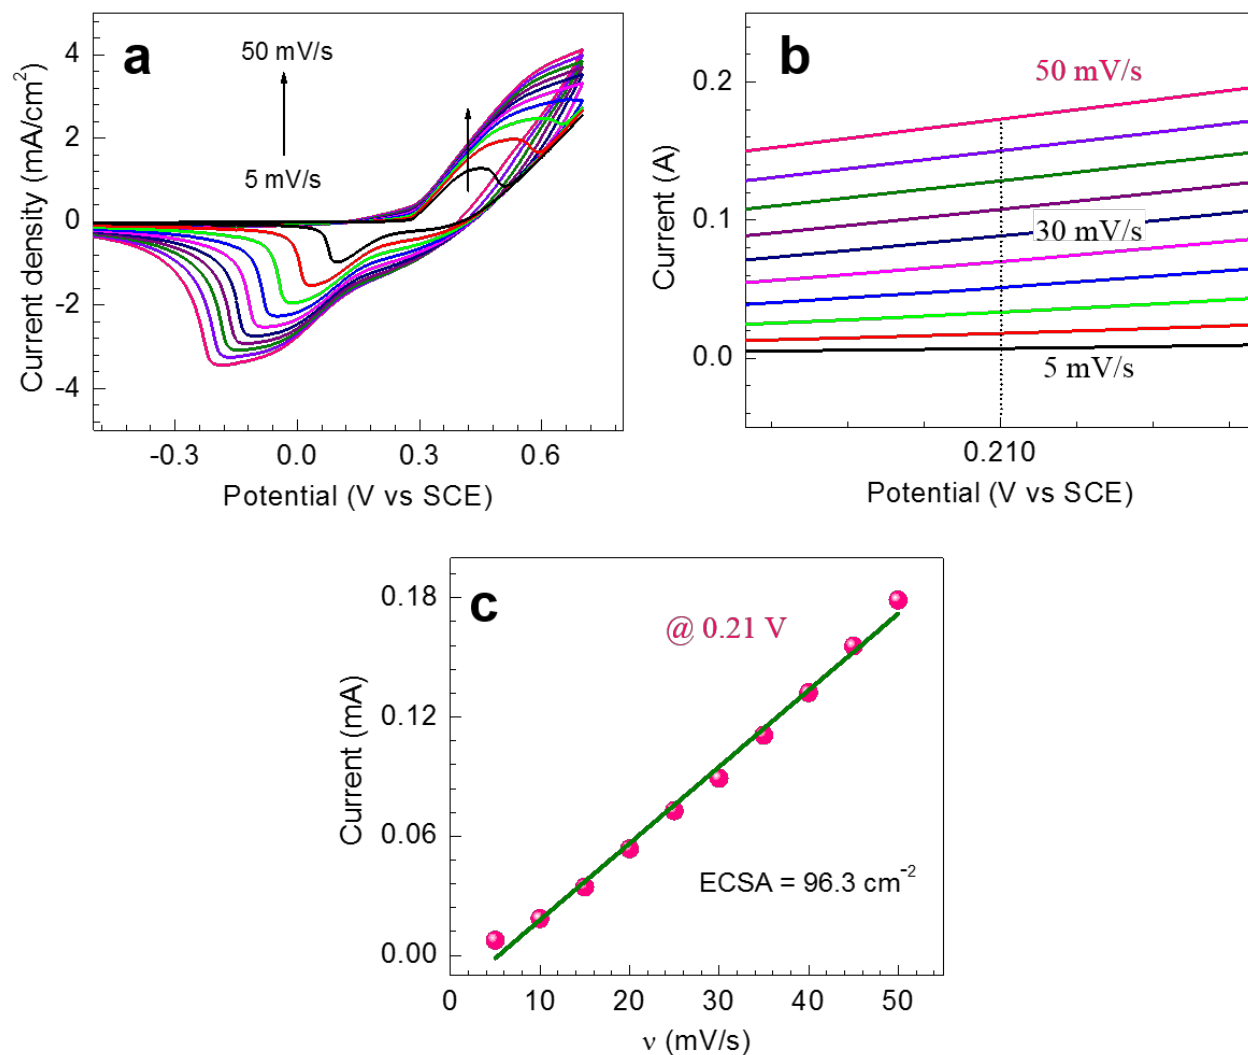 a
50 mV/s
5 mV/s
4
2
0
-2
-4
Current density (mA/cm²)
-0.3
0.0
0.3
0.6
Potential (V vs SCE)
b
50 mV/s
30 mV/s
5 mV/s
0.2
0.1
0.0
Current (A)
0.210
Potential (V vs SCE)
c
@ 0.21 V
ECSA = 96.3 cm⁻²
0.18
0.12
0.06
0.00
Current (mA)
0
10
20
30
40
50
ν (mV/s)